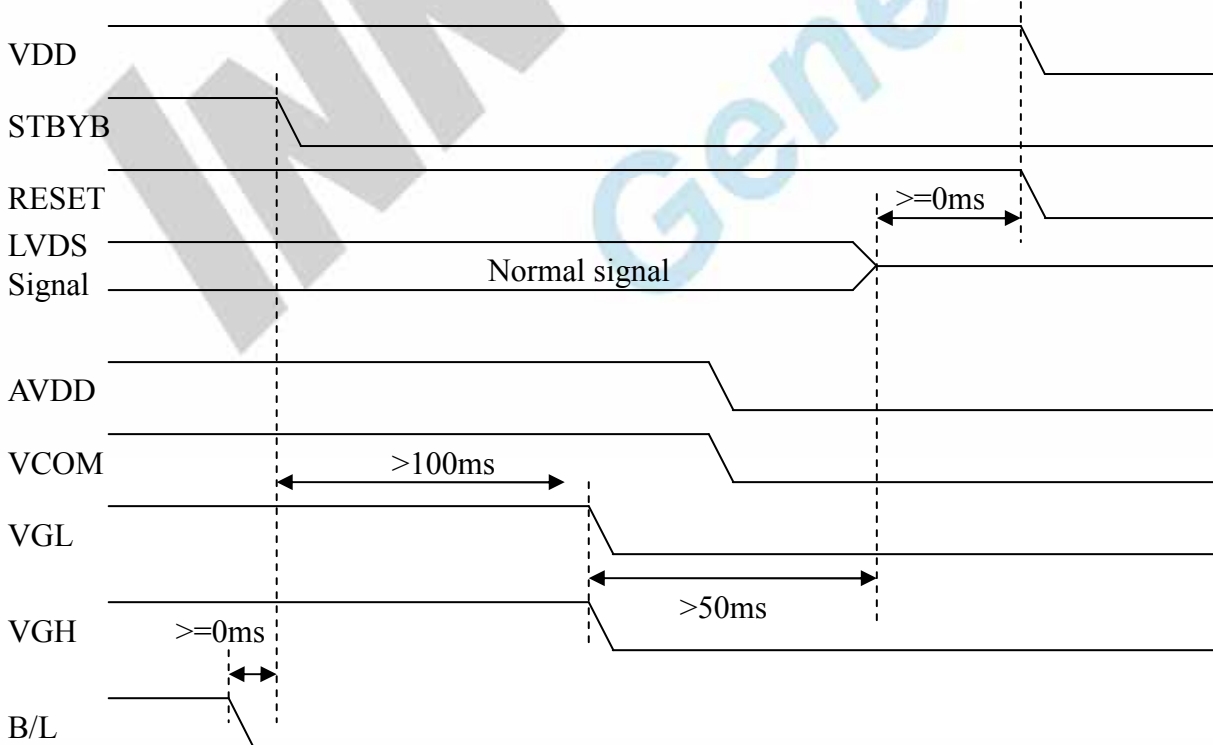 VDD
STBYB
RESET
>=0ms
LVDS
Signal
Normal signal
AVDD
VCOM
>100ms
VGL
>50ms
VGH
>=0ms
B/L